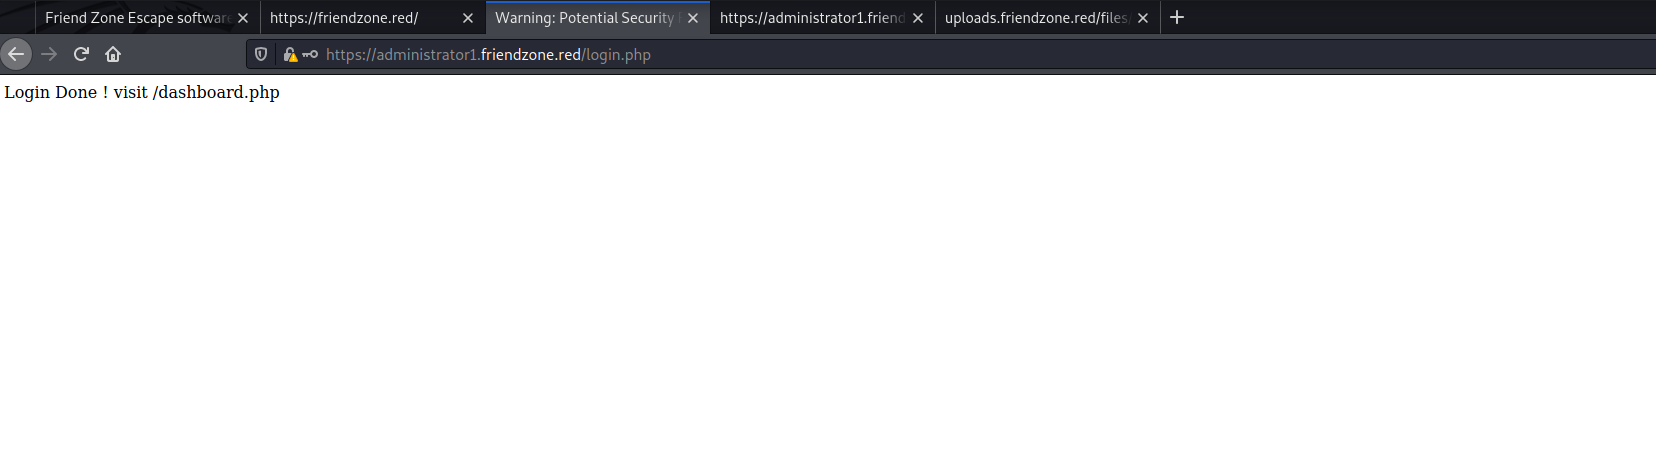 Friend Zone Escape software
https://friendzone.red/
Warning: Potential Security
https://administrator1.friend
uploads.friendzone.red/files/
https://administrator1.friendzone.red/login.php
Login Done ! visit /dashboard.php